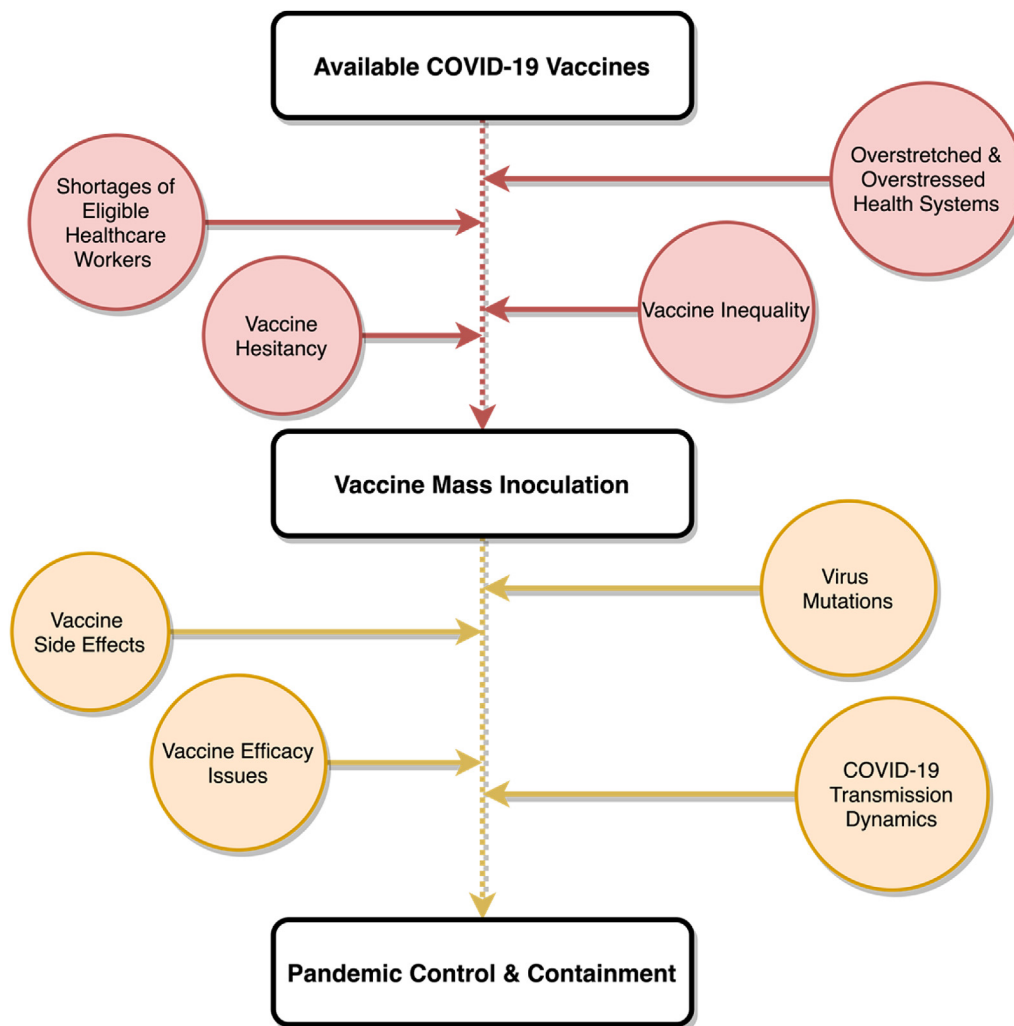 Available COVID-19 Vaccines
Overstretched &
Overstressed
Health Systems
Shortages of
Eligible
Healthcare
Workers
Vaccine Inequality
Vaccine
Hesitancy
Vaccine Mass Inoculation
Virus
Mutations
Vaccine
Side Effects
Vaccine Efficacy
Issues
COVID-19
Transmission
Dynamics
Pandemic Control & Containment